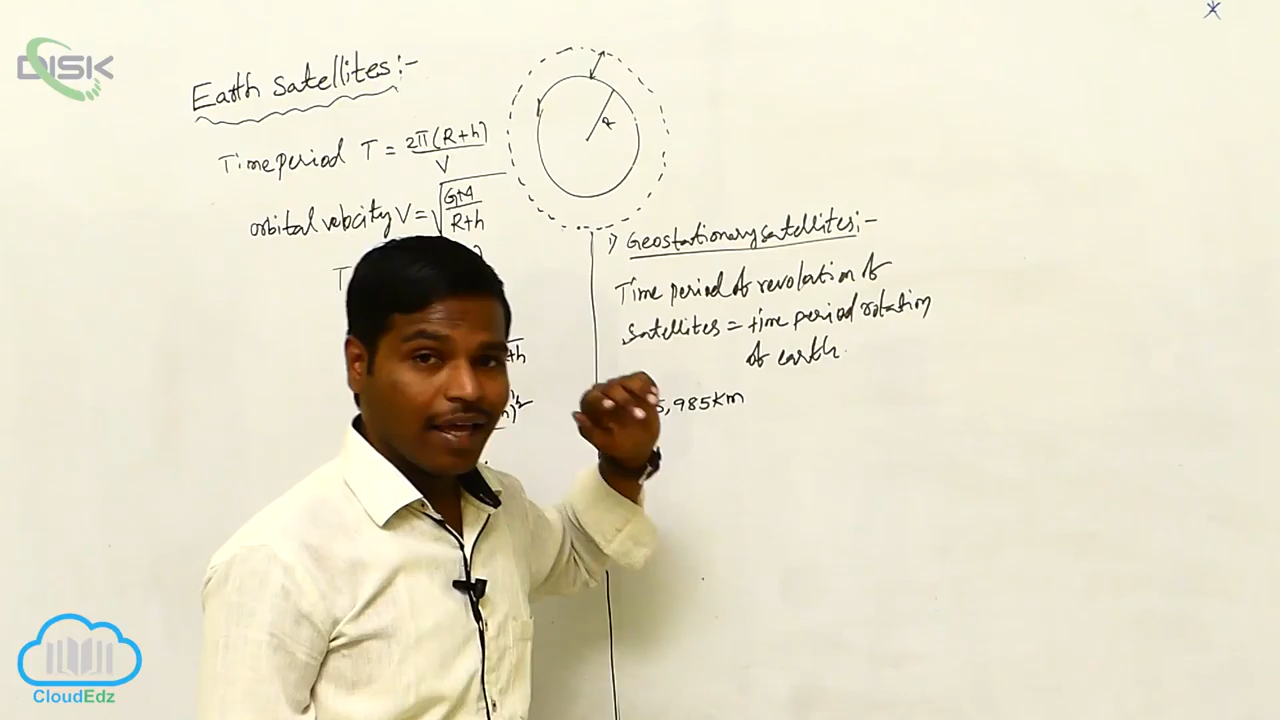 DISK
Earth Satellites:-
Time period T = 2π(R+h)/V
orbital velocity V = √GM/R+h
T
R
1) Geostationary satellites:-
Time period of revolation of
satellites = time period rotation
of earth.
5,985km
CloudEdz